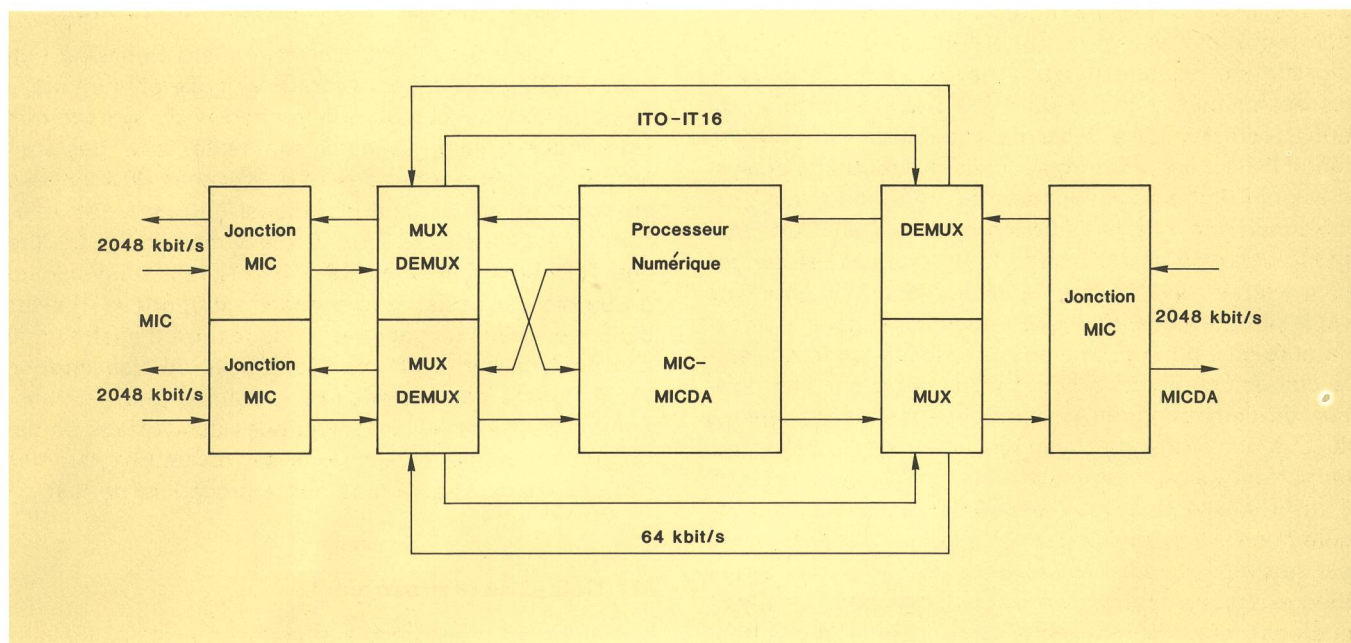 ITO-IT16
2048 kbit/s
Jonction
MIC
MUX
DEMUX
Processeur
Numérique
DEMUX
MIC
Jonction
MIC
2048 kbit/s
2048 kbit/s
Jonction
MIC
MUX
DEMUX
MIC-
MICDA
MUX
MICDA
64 kbit/s